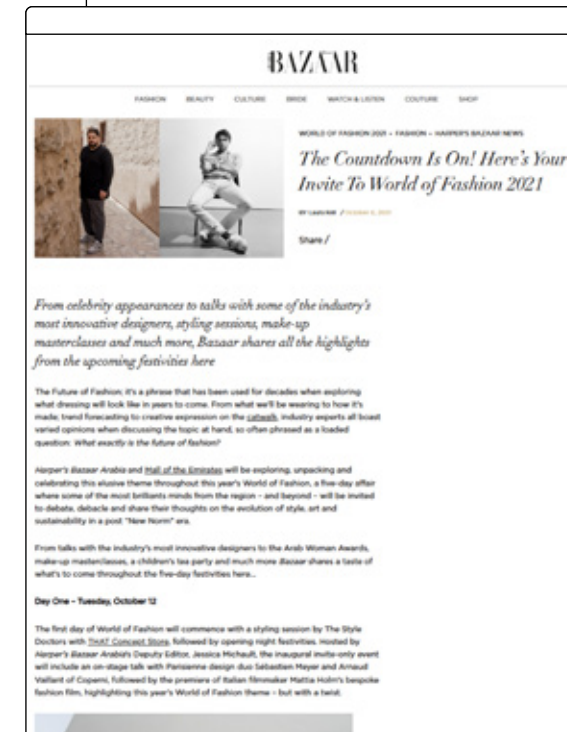 BAZAAR
FASHION BEAUTY CULTURE BRIDE WATCH & LISTEN COUTURE SHOP
WORLD OF FASHION 2021 – FASHION – HARPER'S BAZAAR NEWS
The Countdown Is On! Here's Your
Invite To World of Fashion 2021
BY / October 2021
Share /
From celebrity appearances to talks with some of the industry's
most innovative designers, styling sessions, make-up
masterclasses and much more, Bazaar shares all the highlights
from the upcoming festivities here
The Future of Fashion; it's a phrase that has been used for decades when exploring
what dressing will look like in years to come. From what we'll be wearing to how it's
made; trend forecasting to creative expression on the catwalk, industry experts all boast
varied opinions when discussing the topic at hand, so often phrased as a loaded
question: What exactly is the future of fashion?
Harper's Bazaar Arabia and Mall of the Emirates will be exploring, unpacking and
celebrating this elusive theme throughout this year's World of Fashion, a five-day affair
where some of the most brilliants minds from the region – and beyond – will be invited
to debate, debacle and share their thoughts on the evolution of style, art and
sustainability in a post "New Norm" era.
From talks with the industry's most innovative designers to the Arab Woman Awards,
make-up masterclasses, a children's tea party and much more Bazaar shares a taste of
what's to come throughout the five-day festivities here...
Day One – Tuesday, October 12
The first day of World of Fashion will commence with a styling session by The Style
Doctors with THAT Concept Store, followed by opening night festivities. Hosted by
Harper's Bazaar Arabia's Deputy Editor, Jessica Michault, the inaugural invite-only event
will include an on-stage talk with Parisienne design duo Sébastien Meyer and Arnaud
Vaillant of Coperni, followed by the premiere of Italian filmmaker Mattia Holm's bespoke
fashion film, highlighting this year's World of Fashion theme – but with a twist.